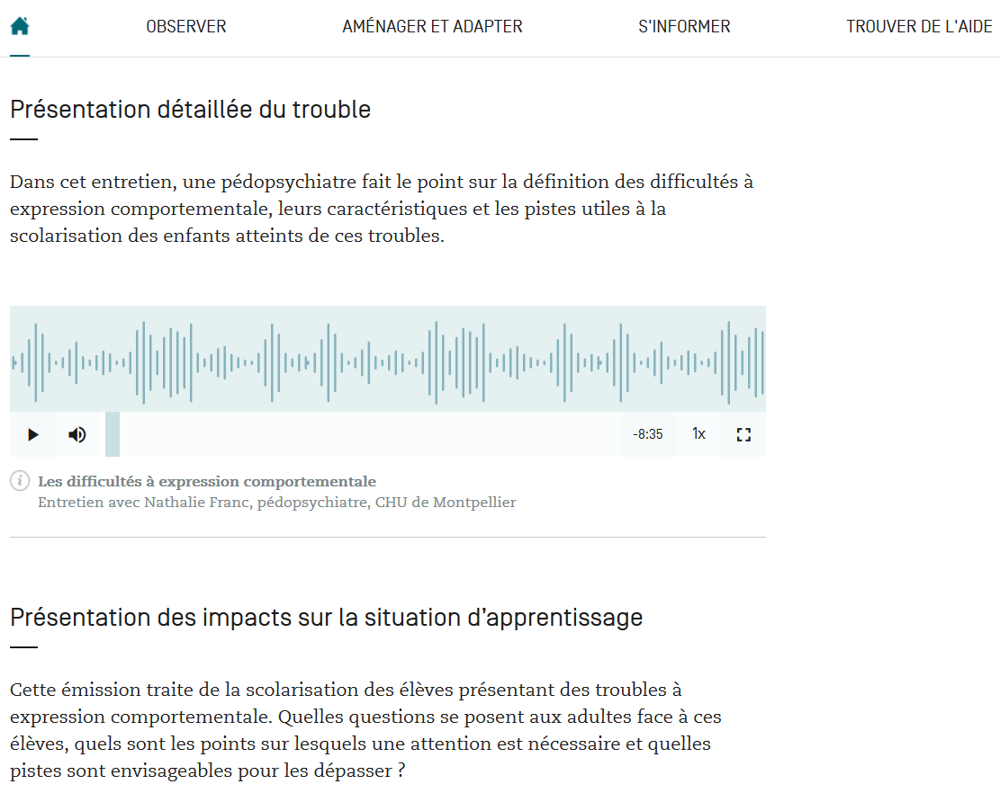 OBSERVER
AMÉNAGER ET ADAPTER
S'INFORMER
TROUVER DE L'AIDE
Présentation détaillée du trouble
Dans cet entretien, une pédopsychiatre fait le point sur la définition des difficultés à
expression comportementale, leurs caractéristiques et les pistes utiles à la
scolarisation des enfants atteints de ces troubles.
-8:35
1x
i
Les difficultés à expression comportementale
Entretien avec Nathalie Franc, pédopsychiatre, CHU de Montpellier
Présentation des impacts sur la situation d’apprentissage
Cette émission traite de la scolarisation des élèves présentant des troubles à
expression comportementale. Quelles questions se posent aux adultes face à ces
élèves, quels sont les points sur lesquels une attention est nécessaire et quelles
pistes sont envisageables pour les dépasser ?